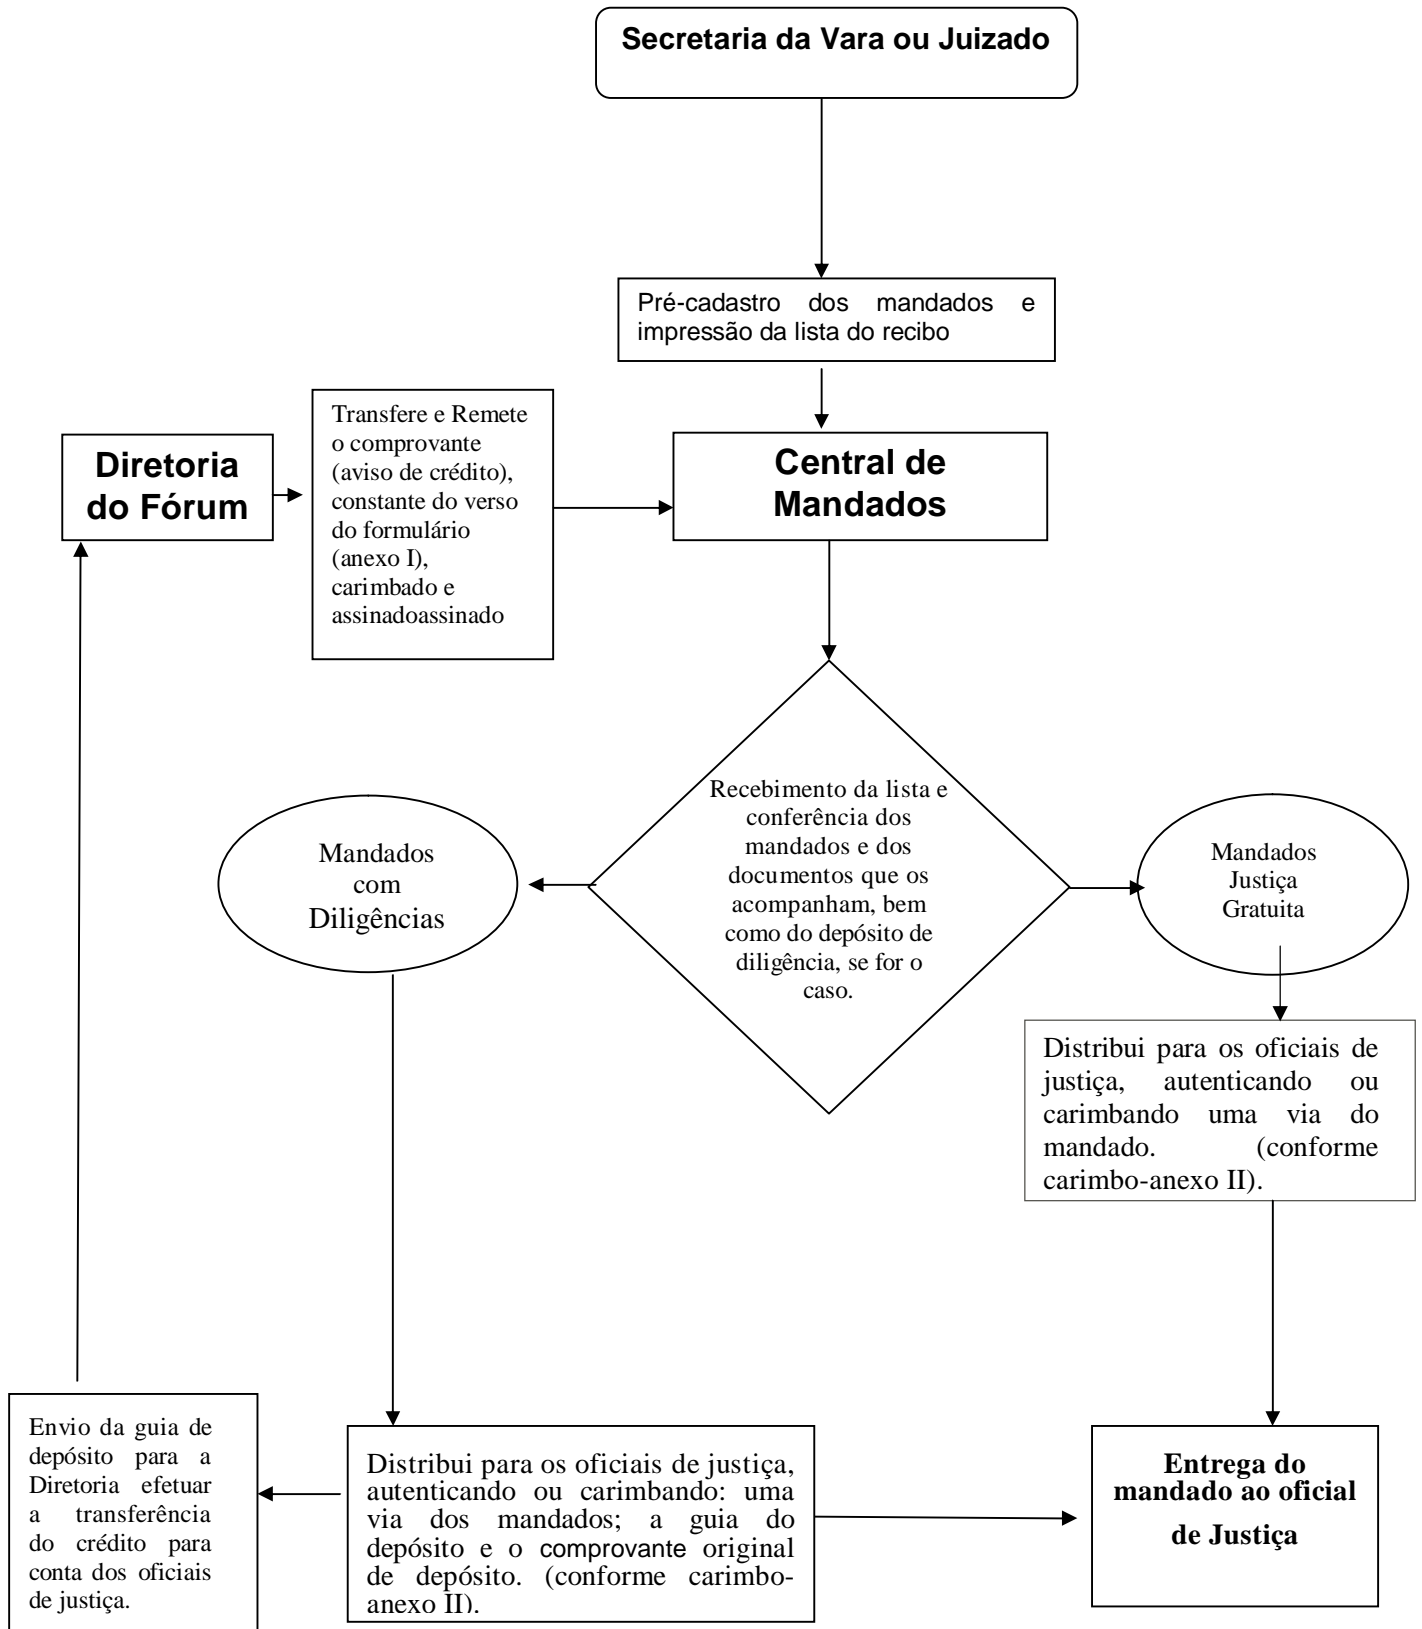 Secretaria da Vara ou Juizado
Pré-cadastro dos mandados e
impressão da lista do recibo
Transfere e Remete
o comprovante
(aviso de crédito),
constante do verso
do formulário
(anexo I),
carimbado e
assinadoassinado
Diretoria
do Fórum
Central de
Mandados
Recebimento da lista e
conferência dos
mandados e dos
documentos que os
acompanham, bem
como do depósito de
diligência, se for o
caso.
Mandados
com
Diligências
Mandados
Justiça
Gratuita
Distribui para os oficiais de
justiça, autenticando ou
carimbando uma via do
mandado. (conforme
carimbo-anexo II).
Envio da guia de
depósito para a
Diretoria efetuar
a transferência
do crédito para
conta dos oficiais
de justiça.
Distribui para os oficiais de justiça,
autenticando ou carimbando: uma
via dos mandados; a guia do
depósito e o comprovante original
de depósito. (conforme carimbo-
anexo II).
Entrega do
mandado ao oficial
de Justiça